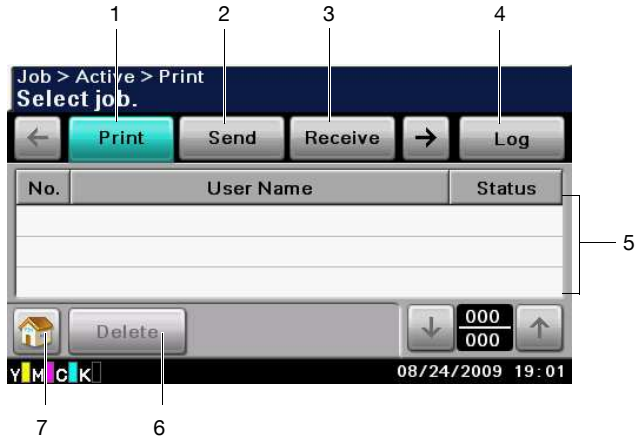 1 2 3 4
Job > Active > Print
Select job.
Print Send Receive Log
No. User Name Status
5
Delete 000
000
Y M C K 08/24/2009 19:01
7 6